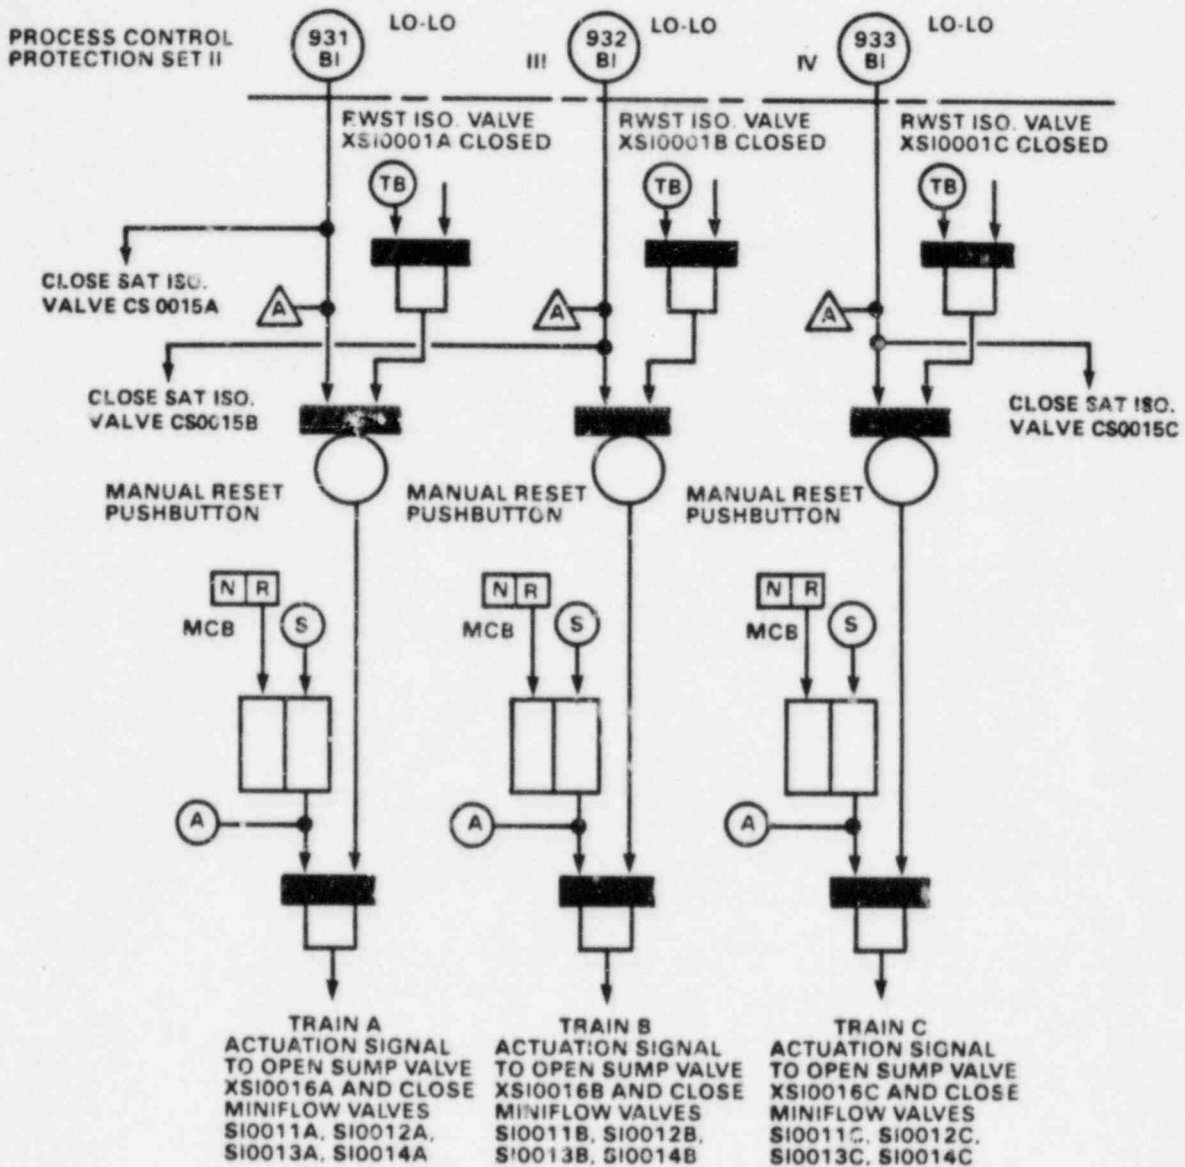 PROCESS CONTROL
PROTECTION SET II
931
BI
LO-LO
III
932
BI
LO-LO
IV
933
BI
LO-LO
RWST ISO. VALVE
XSI0001A CLOSED
RWST ISO. VALVE
XSI0001B CLOSED
RWST ISO. VALVE
XSI0001C CLOSED
TB
TB
TB
CLOSE SAT ISO.
VALVE CS 0015A
A
A
A
CLOSE SAT ISO.
VALVE CS0015B
CLOSE SAT ISO.
VALVE CS0015C
MANUAL RESET
PUSHBUTTON
MANUAL RESET
PUSHBUTTON
MANUAL RESET
PUSHBUTTON
N R
MCB
S
N R
MCB
S
N R
MCB
S
A
A
A
TRAIN A
ACTUATION SIGNAL
TO OPEN SUMP VALVE
XSI0016A AND CLOSE
MINIFLOW VALVES
SI0011A, SI0012A,
SI0013A, SI0014A
TRAIN B
ACTUATION SIGNAL
TO OPEN SUMP VALVE
XSI0016B AND CLOSE
MINIFLOW VALVES
SI0011B, SI0012B,
SI0013B, SI0014B
TRAIN C
ACTUATION SIGNAL
TO OPEN SUMP VALVE
XSI0016C AND CLOSE
MINIFLOW VALVES
SI0011C, SI0012C,
SI0013C, SI0014C